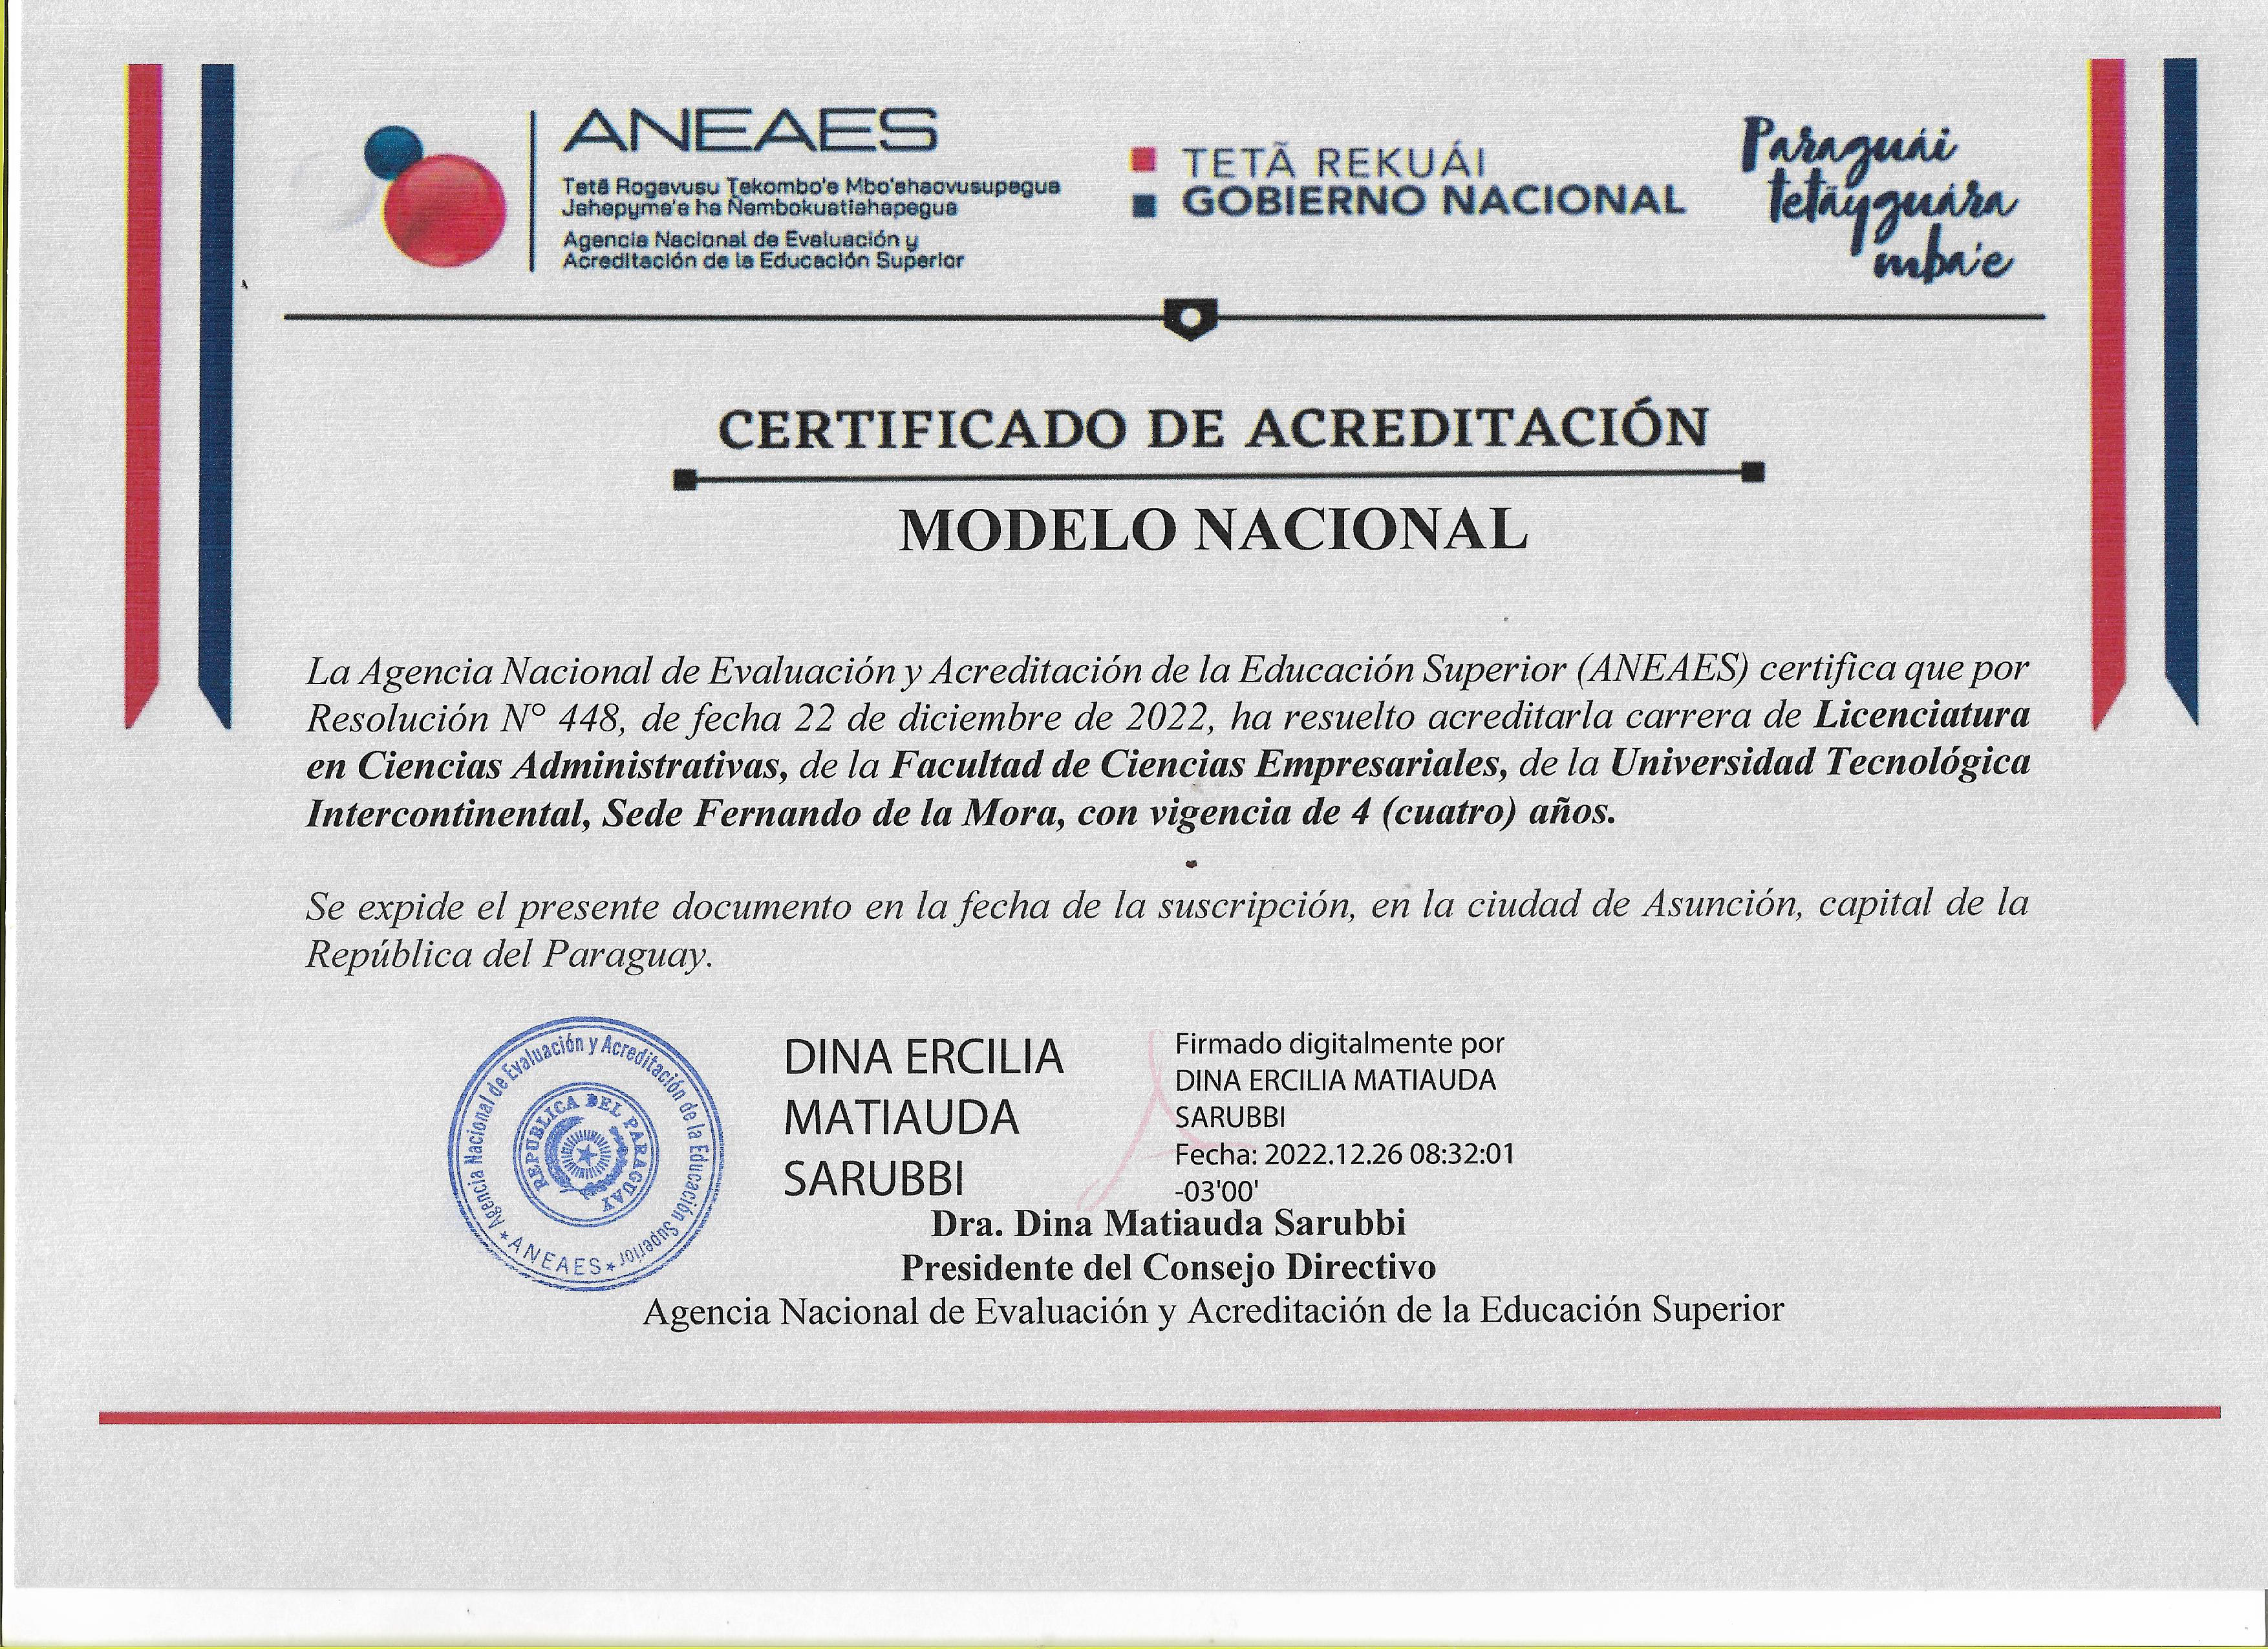 ANEAES
Tetã Rogavusu Tekombo'e Mbo'ehaovusupegua
Jehepyme'ẽ ha Ñembokuatiahapegua
Agencia Nacional de Evaluación y
Acreditación de la Educación Superior
TETÃ REKUÁI
GOBIERNO NACIONAL
Paraguái
tetãyguára
mba'e
CERTIFICADO DE ACREDITACIÓN
MODELO NACIONAL
La Agencia Nacional de Evaluación y Acreditación de la Educación Superior (ANEAES) certifica que por
Resolución N° 448, de fecha 22 de diciembre de 2022, ha resuelto acreditarla carrera de Licenciatura
en Ciencias Administrativas, de la Facultad de Ciencias Empresariales, de la Universidad Tecnológica
Intercontinental, Sede Fernando de la Mora, con vigencia de 4 (cuatro) años.
Se expide el presente documento en la fecha de la suscripción, en la ciudad de Asunción, capital de la
República del Paraguay.
Agencia Nacional de Evaluación y Acreditación de la Educación Superior
* ANEAES *
REPUBLICA DEL PARAGUAY
DINA ERCILIA
MATIAUDA
SARUBBI
Firmado digitalmente por
DINA ERCILIA MATIAUDA
SARUBBI
Fecha: 2022.12.26 08:32:01
-03'00'
Dra. Dina Matiauda Sarubbi
Presidente del Consejo Directivo
Agencia Nacional de Evaluación y Acreditación de la Educación Superior